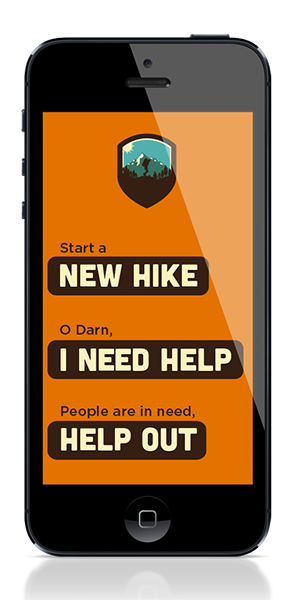 Start a
NEW HIKE
O Darn,
I NEED HELP
People are in need,
HELP OUT